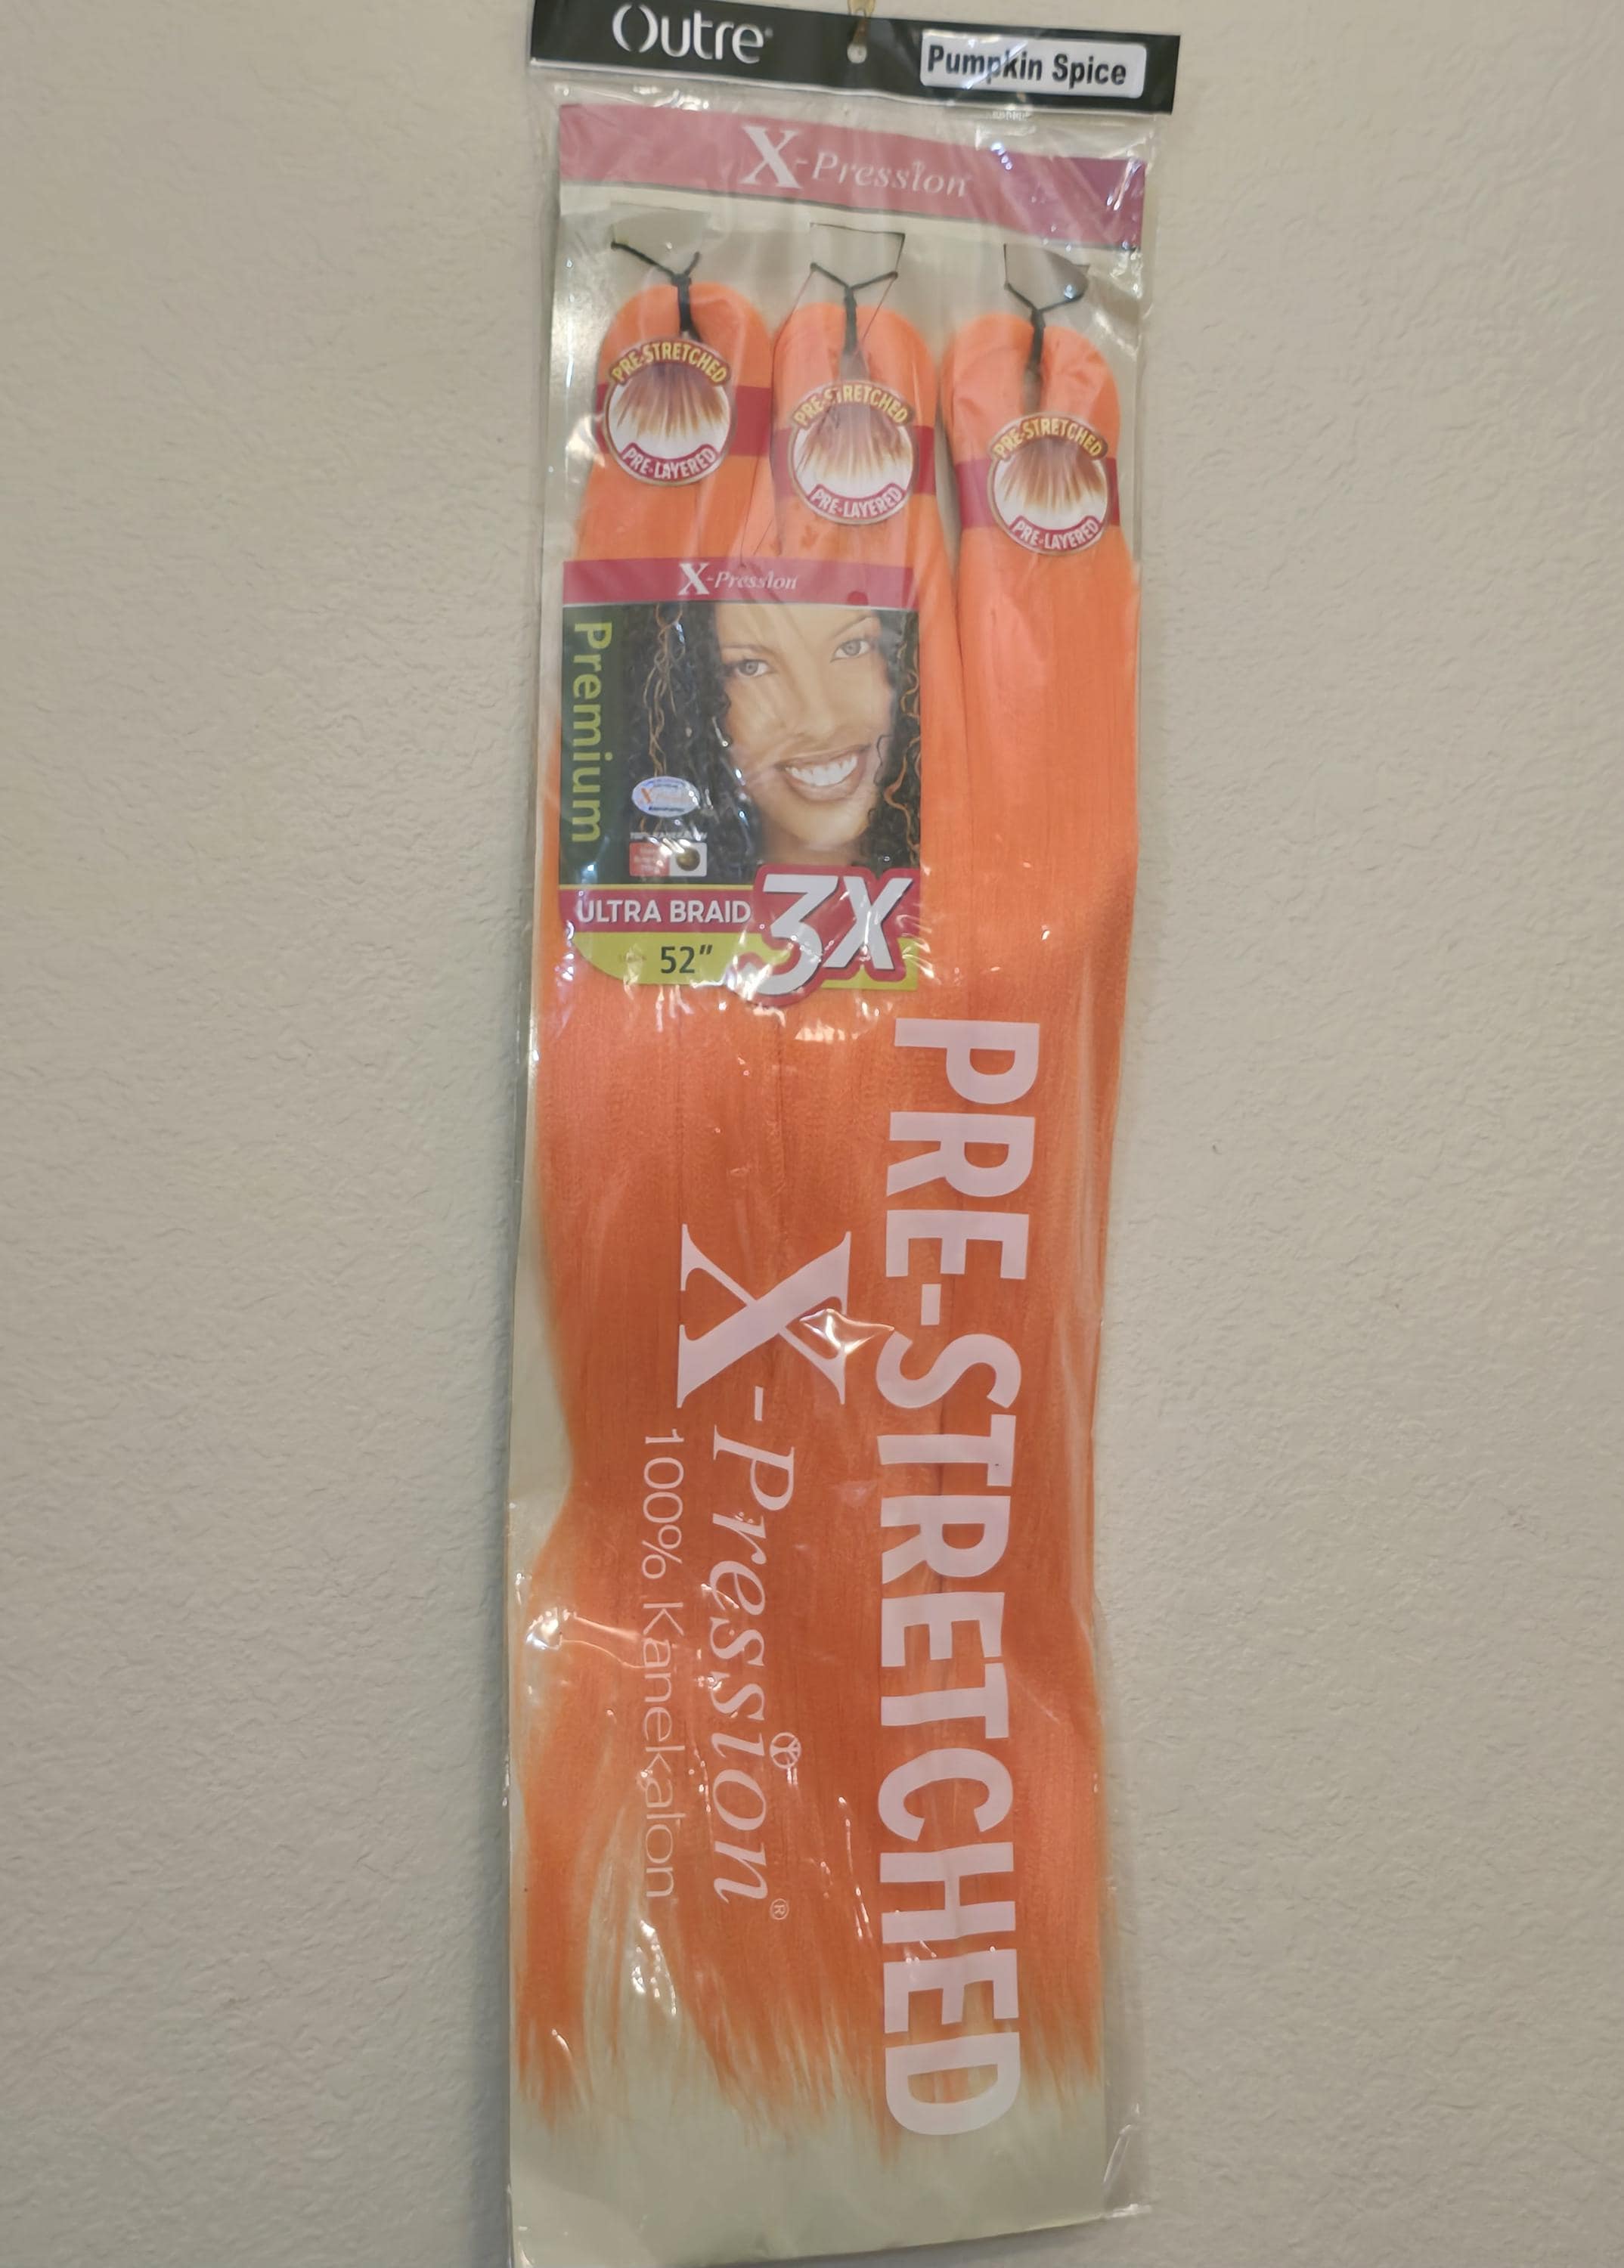 Outre
Pumpkin Spice
X-Pression
PRE-STRETCHED
PRE-LAYERED
PRE-STRETCHED
PRE-LAYERED
PRE-STRETCHED
PRE-LAYERED
X-Pression
Premium
ULTRA BRAID
3X
52"
PRE-STRETCHED
X-Pression®
100% Kanekalon